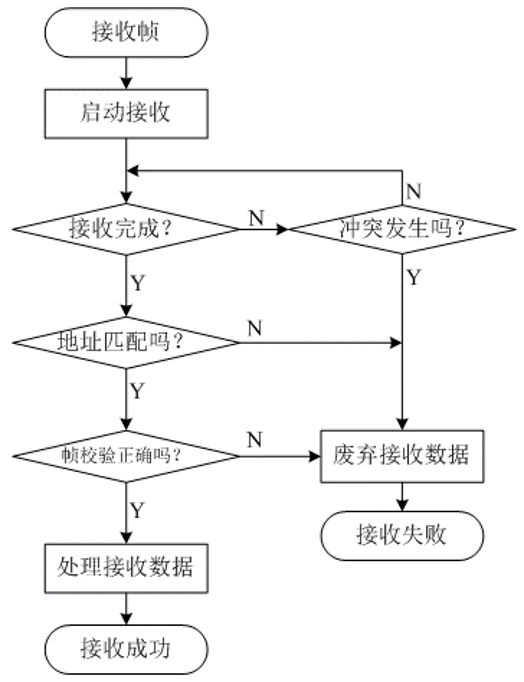 接收帧
启动接收
N
接收完成?
N
冲突发生吗?
Y
Y
地址匹配吗?
N
Y
帧校验正确吗?
N
废弃接收数据
Y
接收失败
处理接收数据
接收成功